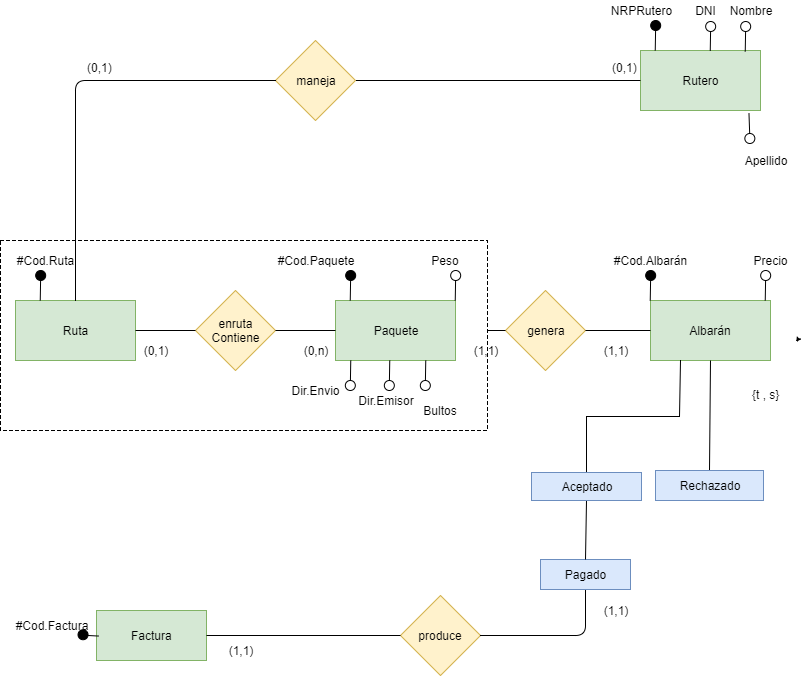 NRPRutero
DNI
Nombre
(0,1)
maneja
(0,1)
Rutero
Apellido
#Cod.Ruta
#Cod.Paquete
Peso
#Cod.Albarán
Precio
Ruta
enruta
Contiene
Paquete
genera
Albarán
(0,1)
(0,n)
(1,1)
(1,1)
Dir.Envio
Dir.Emisor
Bultos
{t , s}
Aceptado
Rechazado
Pagado
(1,1)
#Cod.Factura
Factura
produce
(1,1)